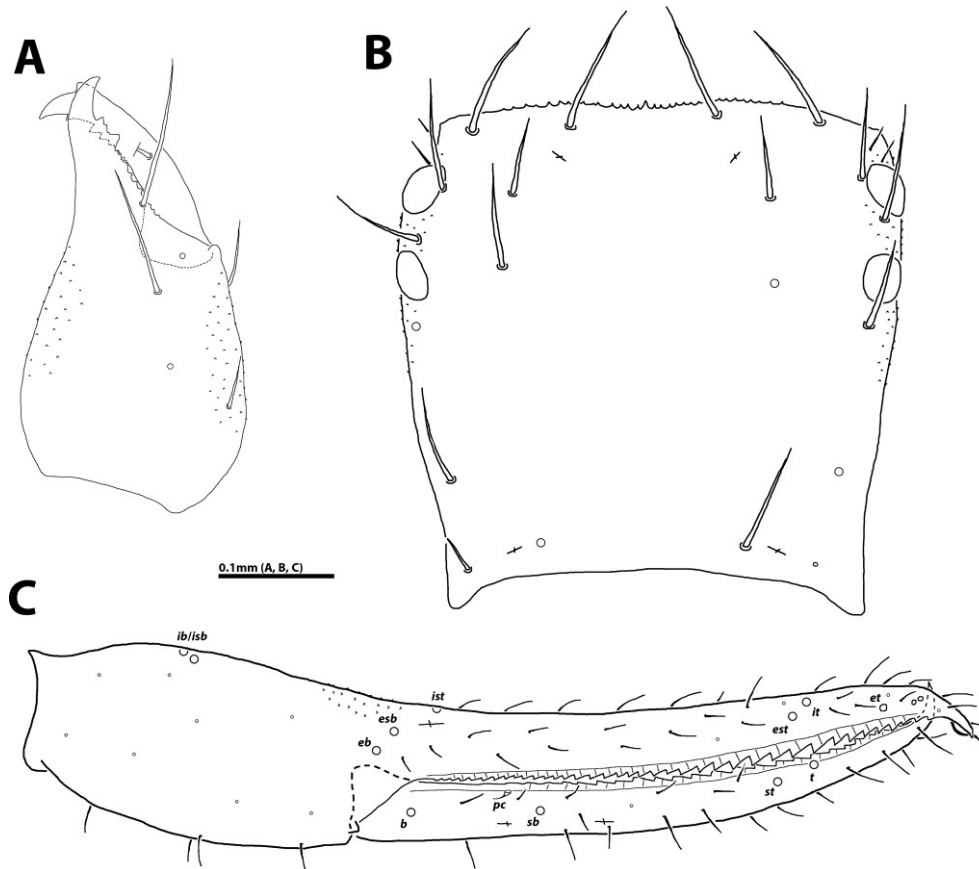 A
B
0.1mm (A, B, C)
C
ib/isb
ist
esb
eb
et
it
est
t
st
pc
b
sb